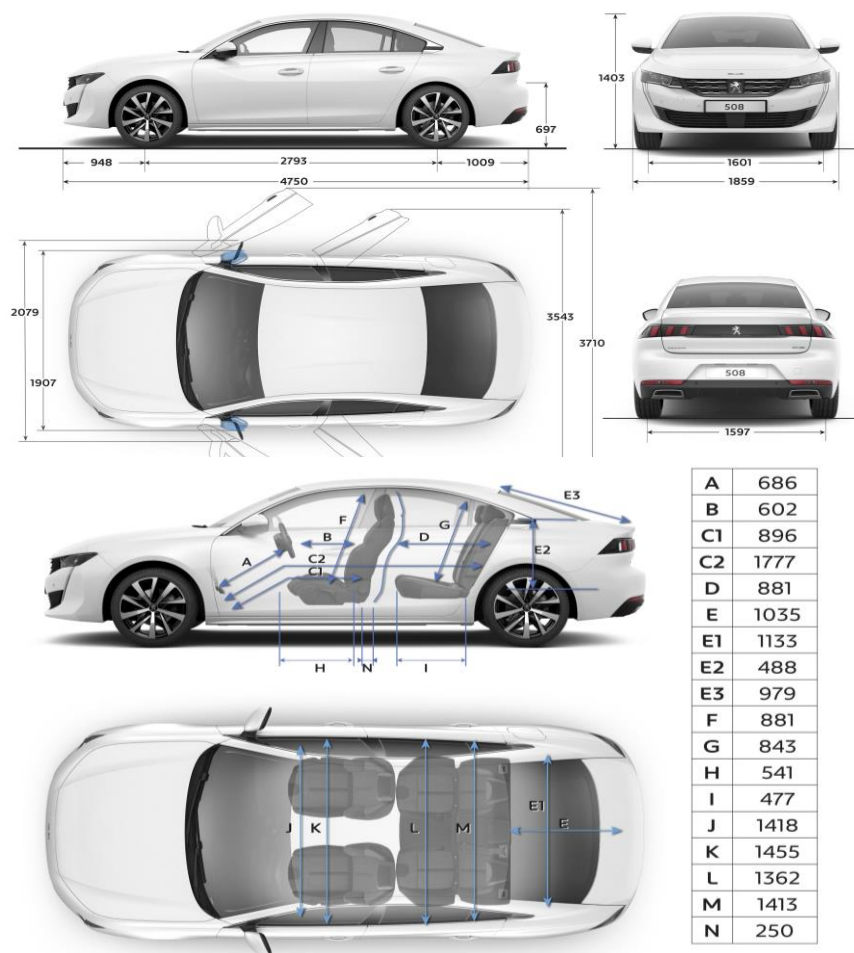 1403
508
697
948
2793
1009
4750
1601
1859
2079
1907
3543
3710
508
1597
E3
F
B
D
G
A
C2
C1
E2
H
N
I
J
K
L
M
E1
E
A 686
B 602
C1 896
C2 1777
D 881
E 1035
E1 1133
E2 488
E3 979
F 881
G 843
H 541
I 477
J 1418
K 1455
L 1362
M 1413
N 250